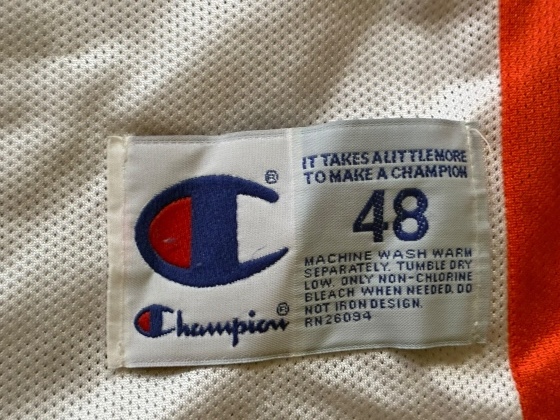 IT TAKES A LITTLE MORE
TO MAKE A CHAMPION
48
MACHINE WASH WARM
SEPARATELY. TUMBLE DRY
LOW. ONLY NON-CHLORINE
BLEACH WHEN NEEDED. DO
NOT IRON DESIGN.
RN26094
®
Champion®